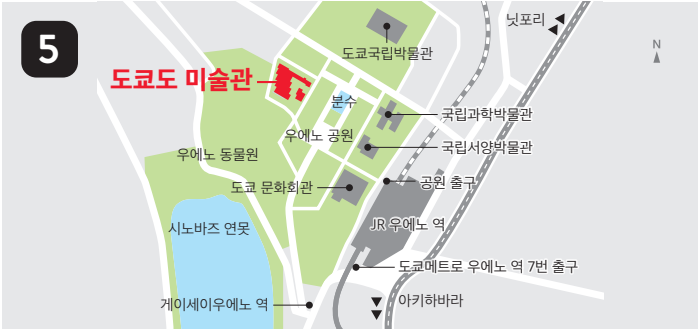 5
닛포리
N
도쿄국립박물관
도쿄도 미술관
분수
국립과학박물관
우에노 공원
국립서양박물관
우에노 동물원
공원 출구
도쿄 문화회관
JR 우에노 역
시노바즈 연못
도쿄메트로 우에노 역 7번 출구
게이세이우에노 역
아키하바라